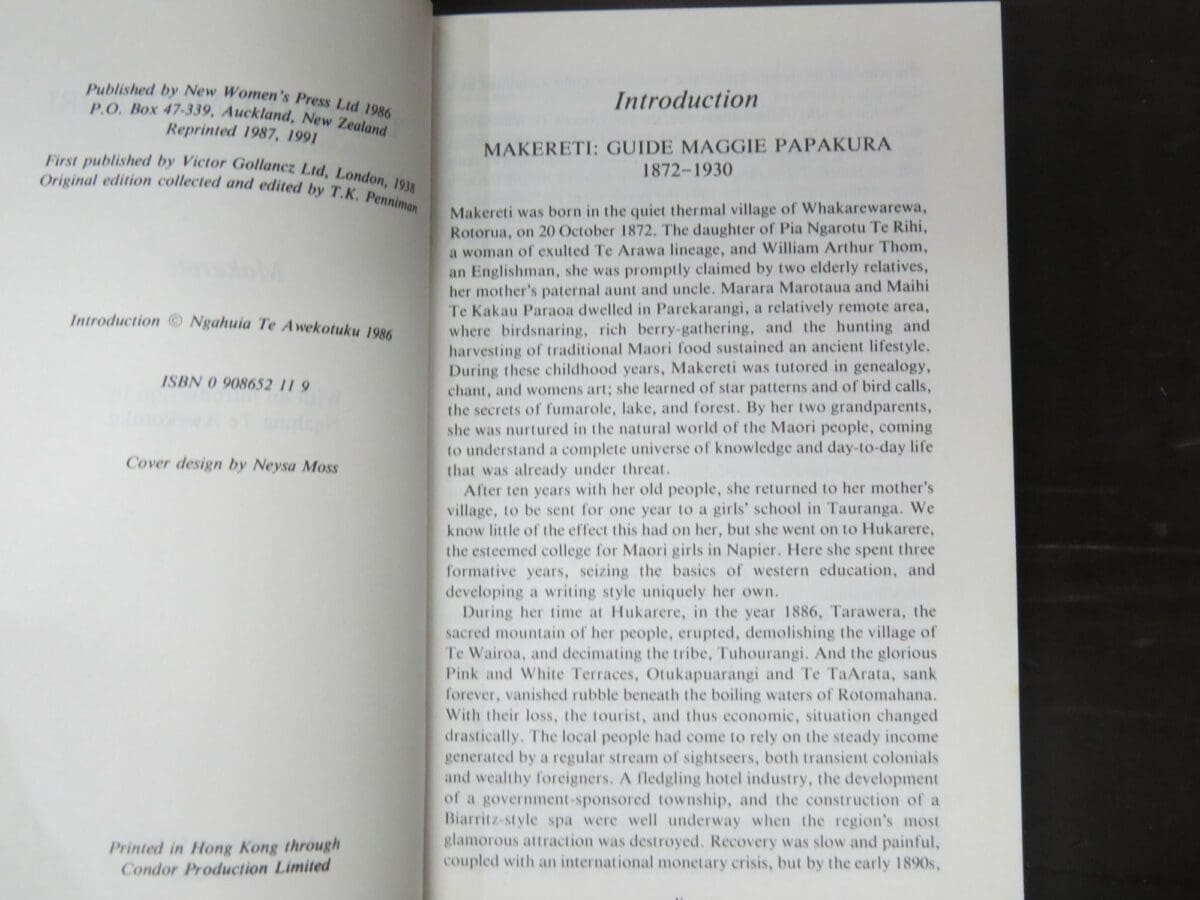 Published by New Women's Press Ltd 1986
P.O. Box 47-339, Auckland, New Zealand
Reprinted 1987, 1991
First published by Victor Gollancz Ltd, London, 1938
Original edition collected and edited by T.K. Penniman
Introduction © Ngahuia Te Awekotuku 1986
ISBN 0 908652 11 9
Cover design by Neysa Moss
Printed in Hong Kong through
Condor Production Limited
Introduction
MAKERETI: GUIDE MAGGIE PAPAKURA
1872–1930
Makereti was born in the quiet thermal village of Whakarewarewa,
Rotorua, on 20 October 1872. The daughter of Pia Ngarotu Te Rihi,
a woman of exulted Te Arawa lineage, and William Arthur Thom,
an Englishman, she was promptly claimed by two elderly relatives,
her mother's paternal aunt and uncle. Marara Marotaua and Maihi
Te Kakau Paraoa dwelled in Parekarangi, a relatively remote area,
where birdsnaring, rich berry-gathering, and the hunting and
harvesting of traditional Maori food sustained an ancient lifestyle.
During these childhood years, Makereti was tutored in genealogy,
chant, and womens art; she learned of star patterns and of bird calls,
the secrets of fumarole, lake, and forest. By her two grandparents,
she was nurtured in the natural world of the Maori people, coming
to understand a complete universe of knowledge and day-to-day life
that was already under threat.
After ten years with her old people, she returned to her mother's
village, to be sent for one year to a girls' school in Tauranga. We
know little of the effect this had on her, but she went on to Hukarere,
the esteemed college for Maori girls in Napier. Here she spent three
formative years, seizing the basics of western education, and
developing a writing style uniquely her own.
During her time at Hukarere, in the year 1886, Tarawera, the
sacred mountain of her people, erupted, demolishing the village of
Te Wairoa, and decimating the tribe, Tuhourangi. And the glorious
Pink and White Terraces, Otukapuarangi and Te TaArata, sank
forever, vanished rubble beneath the boiling waters of Rotomahana.
With their loss, the tourist, and thus economic, situation changed
drastically. The local people had come to rely on the steady income
generated by a regular stream of sightseers, both transient colonials
and wealthy foreigners. A fledgling hotel industry, the development
of a government-sponsored township, and the construction of a
Biarritz-style spa were well underway when the region's most
glamorous attraction was destroyed. Recovery was slow and painful,
coupled with an international monetary crisis, but by the early 1890s,